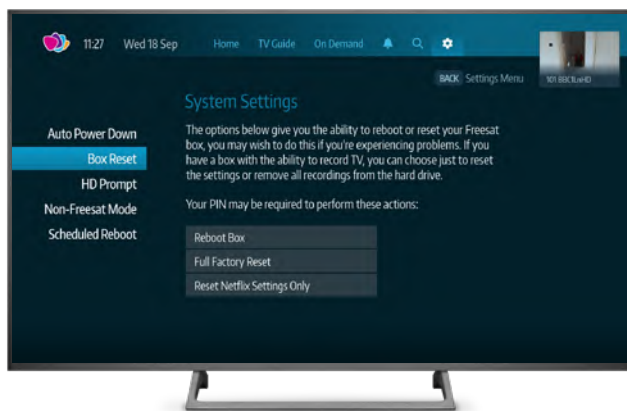 11:27 Wed 18 Sep Home TV Guide On Demand
BACK Settings Menu
System Settings
Auto Power Down
Box Reset
HD Prompt
Non-Freesat Mode
Scheduled Reboot
The options below give you the ability to reboot or reset your Freesat
box, you may wish to do this if you're experiencing problems. If you
have a box with the ability to record TV, you can choose just to reset
the settings or remove all recordings from the hard drive.
Your PIN may be required to perform these actions:
Reboot Box
Full Factory Reset
Reset Netflix Settings Only